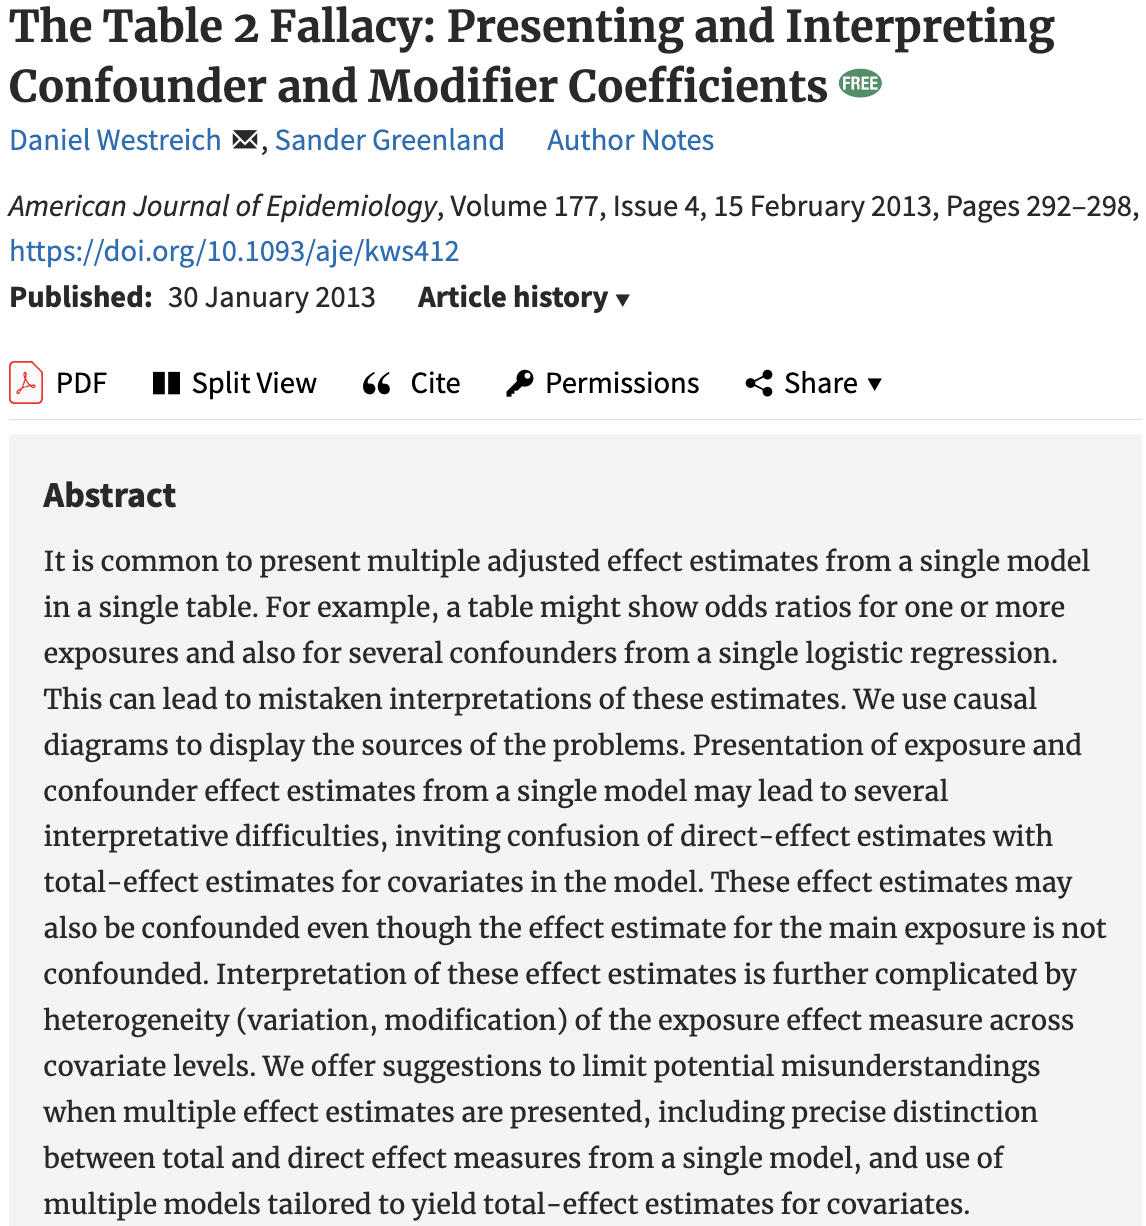 The Table 2 Fallacy: Presenting and Interpreting
Confounder and Modifier Coefficients FREE
Daniel Westreich, Sander Greenland Author Notes
American Journal of Epidemiology, Volume 177, Issue 4, 15 February 2013, Pages 292–298,
https://doi.org/10.1093/aje/kws412
Published: 30 January 2013 Article history ▾
PDF Split View Cite Permissions Share ▾
Abstract
It is common to present multiple adjusted effect estimates from a single model
in a single table. For example, a table might show odds ratios for one or more
exposures and also for several confounders from a single logistic regression.
This can lead to mistaken interpretations of these estimates. We use causal
diagrams to display the sources of the problems. Presentation of exposure and
confounder effect estimates from a single model may lead to several
interpretative difficulties, inviting confusion of direct-effect estimates with
total-effect estimates for covariates in the model. These effect estimates may
also be confounded even though the effect estimate for the main exposure is not
confounded. Interpretation of these effect estimates is further complicated by
heterogeneity (variation, modification) of the exposure effect measure across
covariate levels. We offer suggestions to limit potential misunderstandings
when multiple effect estimates are presented, including precise distinction
between total and direct effect measures from a single model, and use of
multiple models tailored to yield total-effect estimates for covariates.